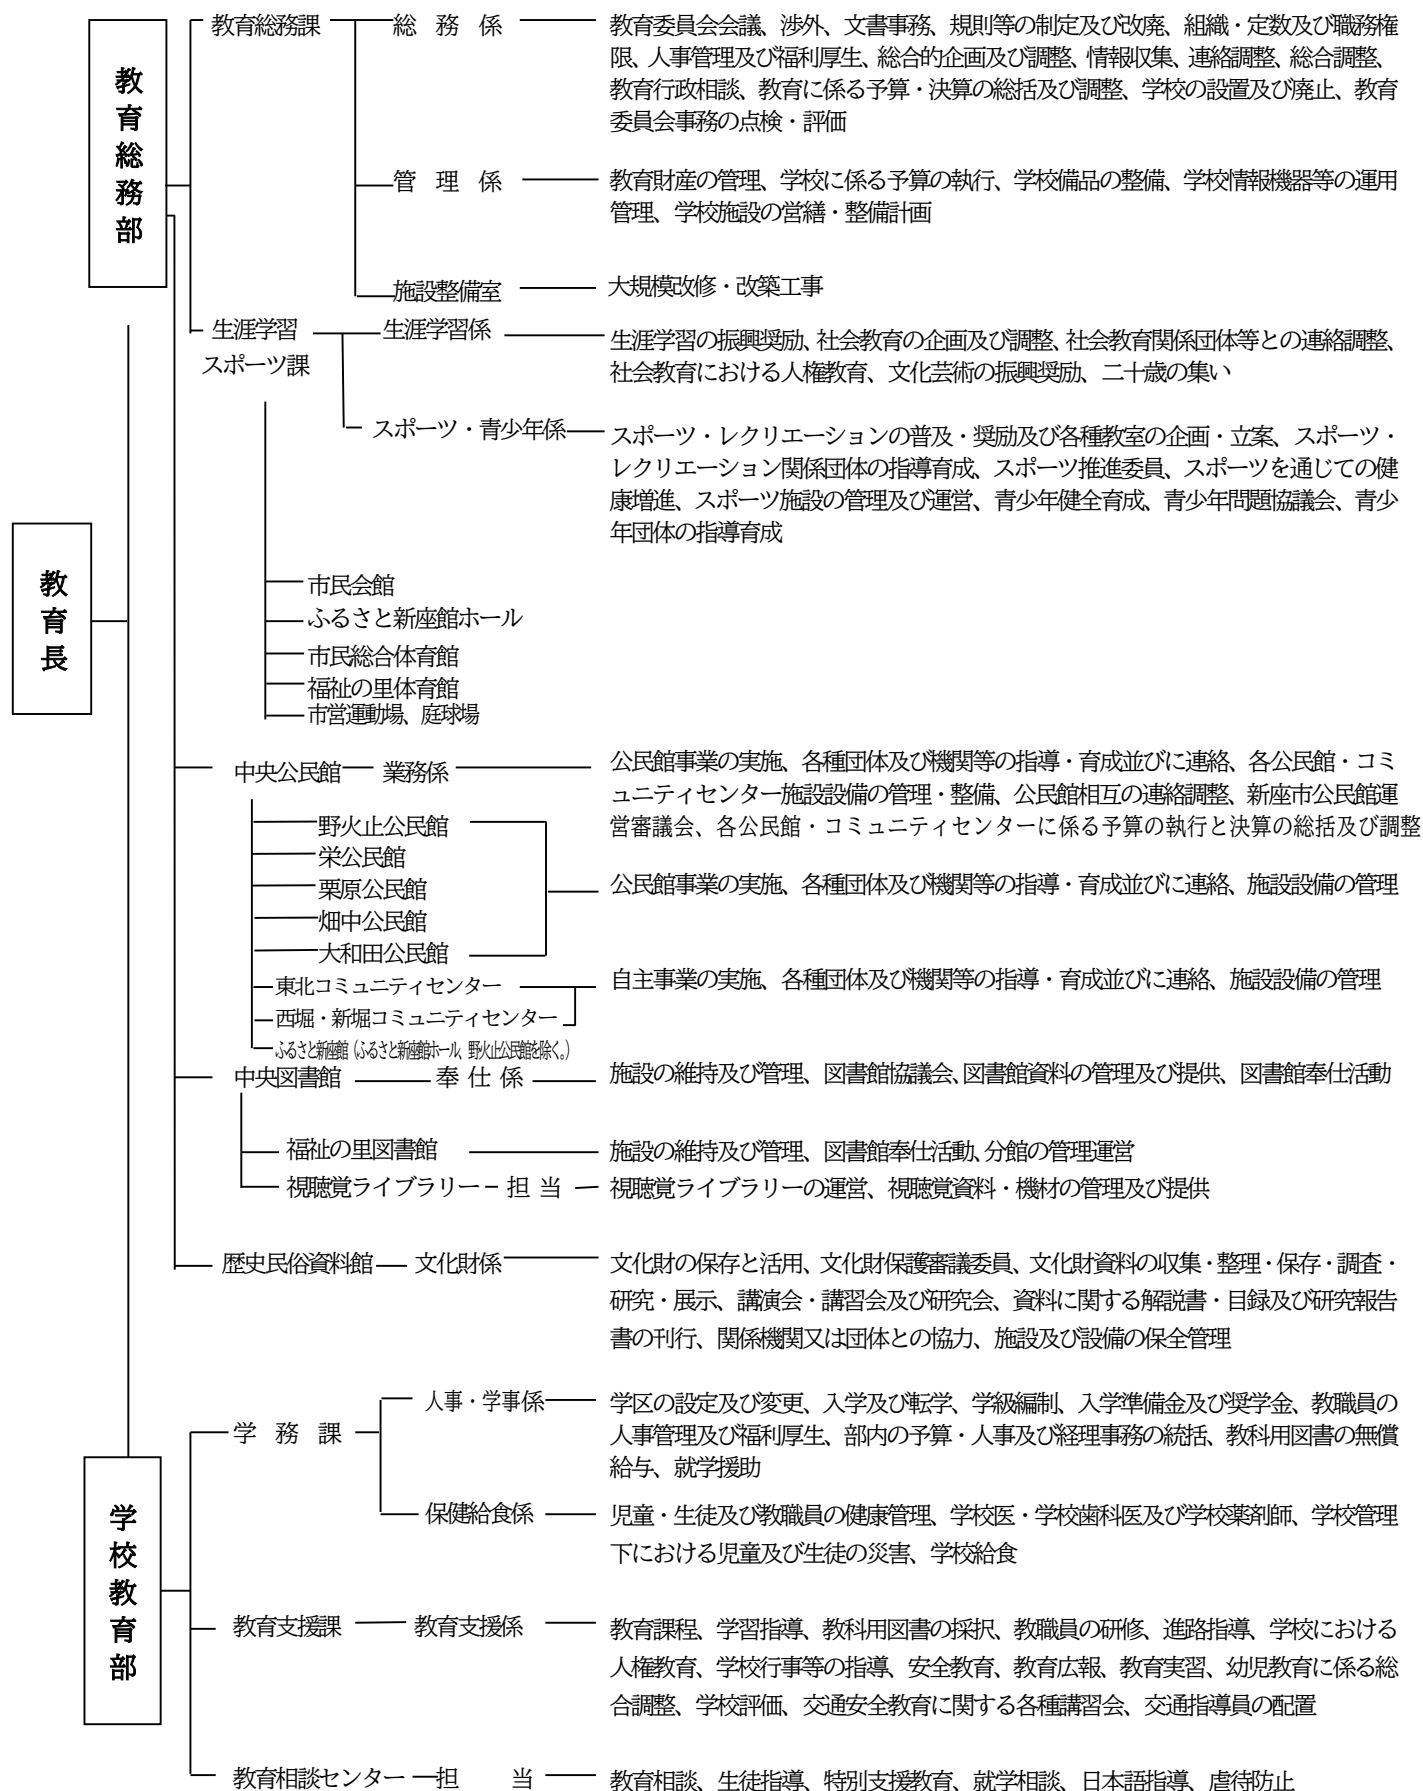 教育総務部
教育総務課
総務係
教育委員会会議、渉外、文書事務、規則等の制定及び改廃、組織・定数及び職務権
限、人事管理及び福利厚生、総合的企画及び調整、情報収集、連絡調整、総合調整、
教育行政相談、教育に係る予算・決算の総括及び調整、学校の設置及び廃止、教育
委員会事務の点検・評価
管理係
教育財産の管理、学校に係る予算の執行、学校備品の整備、学校情報機器等の運用
管理、学校施設の営繕・整備計画
施設整備室
大規模改修・改築工事
生涯学習
スポーツ課
生涯学習係
生涯学習の振興奨励、社会教育の企画及び調整、社会教育関係団体等との連絡調整、
社会教育における人権教育、文化芸術の振興奨励、二十歳の集い
スポーツ・青少年係
スポーツ・レクリエーションの普及・奨励及び各種教室の企画・立案、スポーツ・
レクリエーション関係団体の指導育成、スポーツ推進委員、スポーツを通じての健
康増進、スポーツ施設の管理及び運営、青少年健全育成、青少年問題協議会、青少
年団体の指導育成
教育長
市民会館
ふるさと新座館ホール
市民総合体育館
福祉の里体育館
市営運動場、庭球場
中央公民館
業務係
公民館事業の実施、各種団体及び機関等の指導・育成並びに連絡、各公民館・コミ
ュニティセンター施設設備の管理・整備、公民館相互の連絡調整、新座市公民館運
営審議会、各公民館・コミュニティセンターに係る予算の執行と決算の総括及び調整
野火止公民館
栄公民館
栗原公民館
畑中公民館
大和田公民館
公民館事業の実施、各種団体及び機関等の指導・育成並びに連絡、施設設備の管理
東北コミュニティセンター
西堀・新堀コミュニティセンター
自主事業の実施、各種団体及び機関等の指導・育成並びに連絡、施設設備の管理
ふるさと新座館（ふるさと新座館ホール、野火止公民館を除く。）
中央図書館
奉仕係
施設の維持及び管理、図書館協議会、図書館資料の管理及び提供、図書館奉仕活動
福祉の里図書館
施設の維持及び管理、図書館奉仕活動、分館の管理運営
視聴覚ライブラリー
担当
視聴覚ライブラリーの運営、視聴覚資料・機材の管理及び提供
歴史民俗資料館
文化財係
文化財の保存と活用、文化財保護審議委員、文化財資料の収集・整理・保存・調査・
研究・展示、講演会・講習会及び研究会、資料に関する解説書・目録及び研究報告
書の刊行、関係機関又は団体との協力、施設及び設備の保全管理
学校教育部
学務課
人事・学事係
学区の設定及び変更、入学及び転学、学級編制、入学準備金及び奨学金、教職員の
人事管理及び福利厚生、部内の予算・人事及び経理事務の統括、教科用図書の無償
給与、就学援助
保健給食係
児童・生徒及び教職員の健康管理、学校医・学校歯科医及び学校薬剤師、学校管理
下における児童及び生徒の災害、学校給食
教育支援課
教育支援係
教育課程、学習指導、教科用図書の採択、教職員の研修、進路指導、学校における
人権教育、学校行事等の指導、安全教育、教育広報、教育実習、幼児教育に係る総
合調整、学校評価、交通安全教育に関する各種講習会、交通指導員の配置
教育相談センター
担当
教育相談、生徒指導、特別支援教育、就学相談、日本語指導、虐待防止